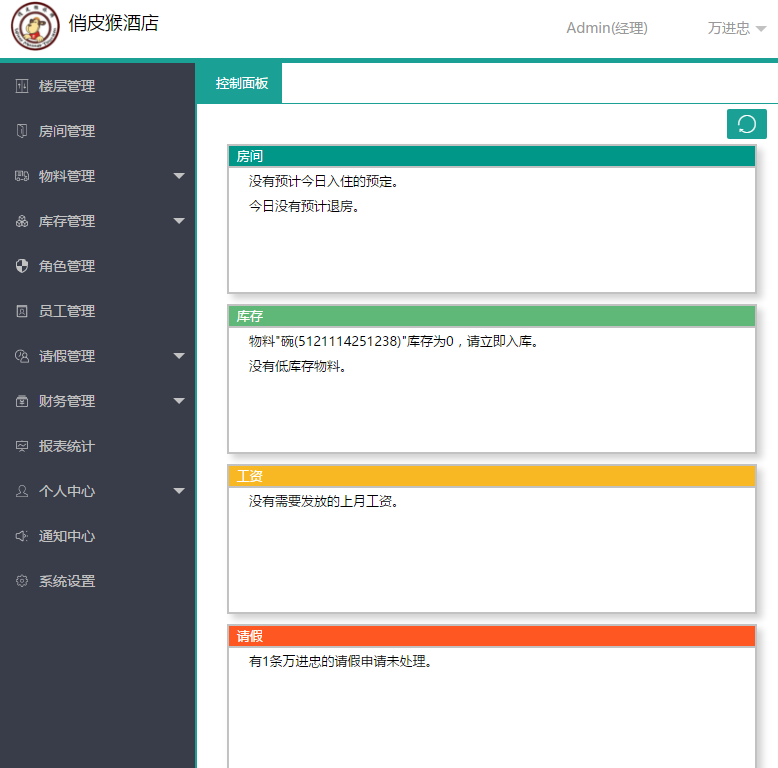 俏皮猴酒店
Admin(经理)
万进忠
楼层管理
房间管理
物料管理
库存管理
角色管理
员工管理
请假管理
财务管理
报表统计
个人中心
通知中心
系统设置
控制面板
房间
没有预计今日入住的预定。
今日没有预计退房。
库存
物料"碗(5121114251238)"库存为0，请立即入库。
没有低库存物料。
工资
没有需要发放的上月工资。
请假
有1条万进忠的请假申请未处理。